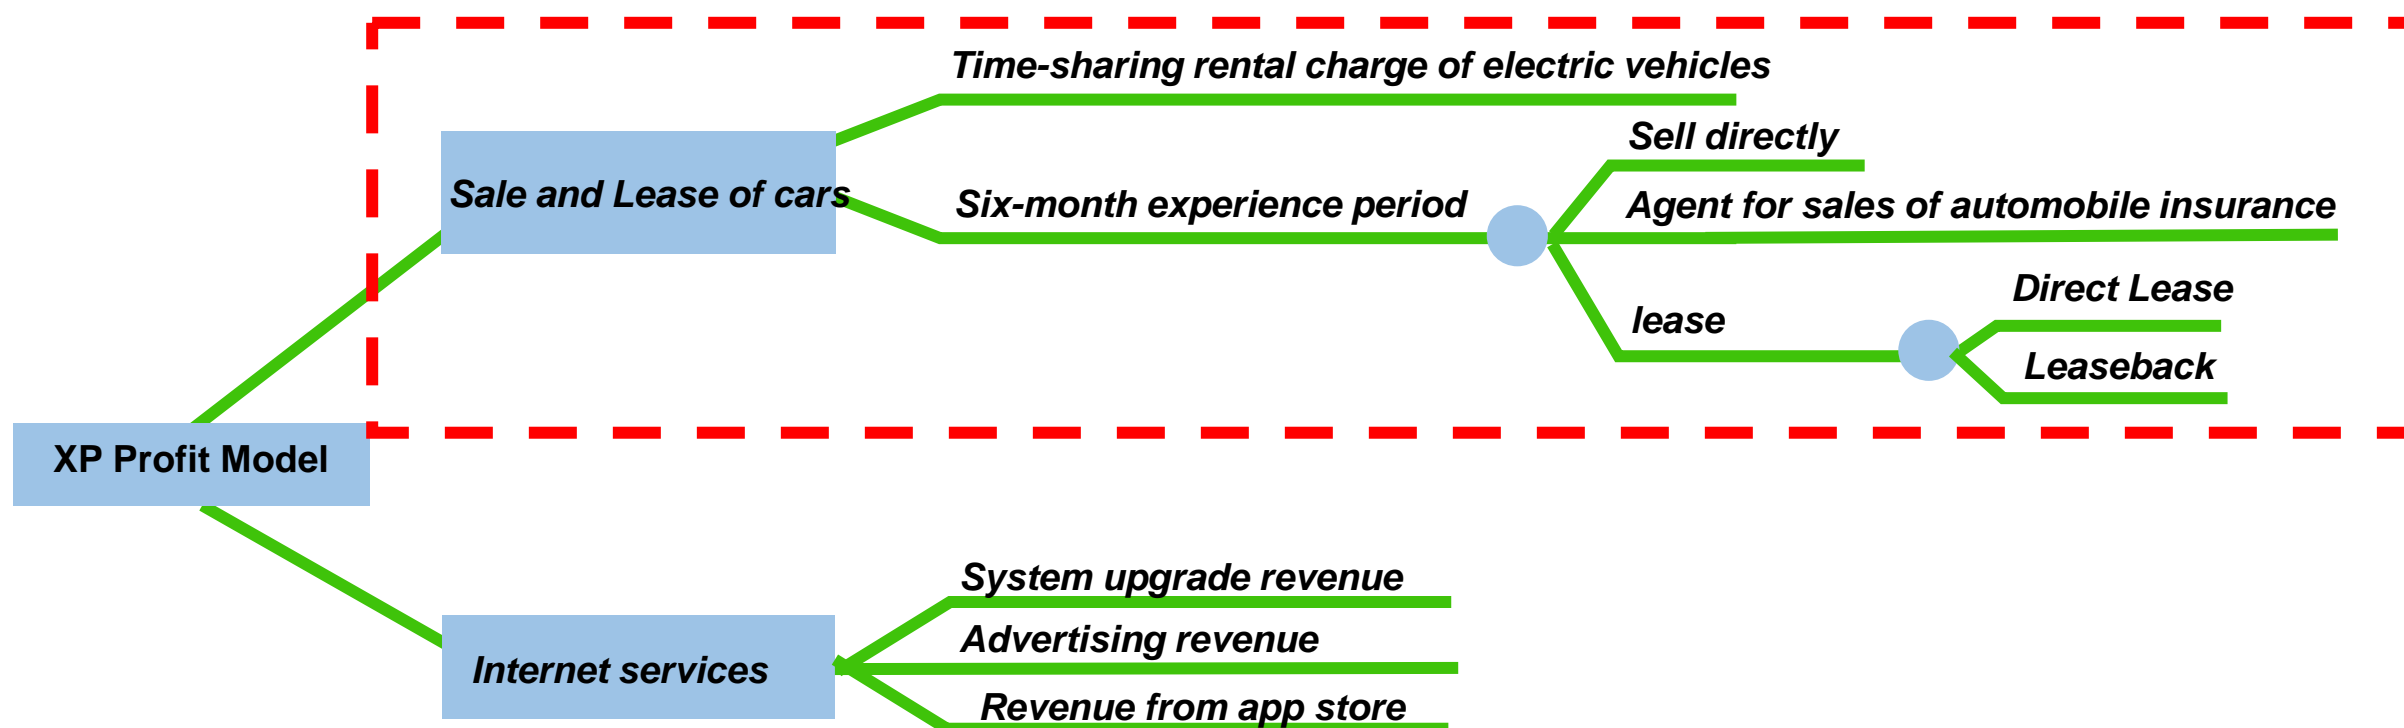 Time-sharing rental charge of electric vehicles
Sell directly
Sale and Lease of cars
Six-month experience period
Agent for sales of automobile insurance
Direct Lease
lease
Leaseback
XP Profit Model
System upgrade revenue
Advertising revenue
Internet services
Revenue from app store